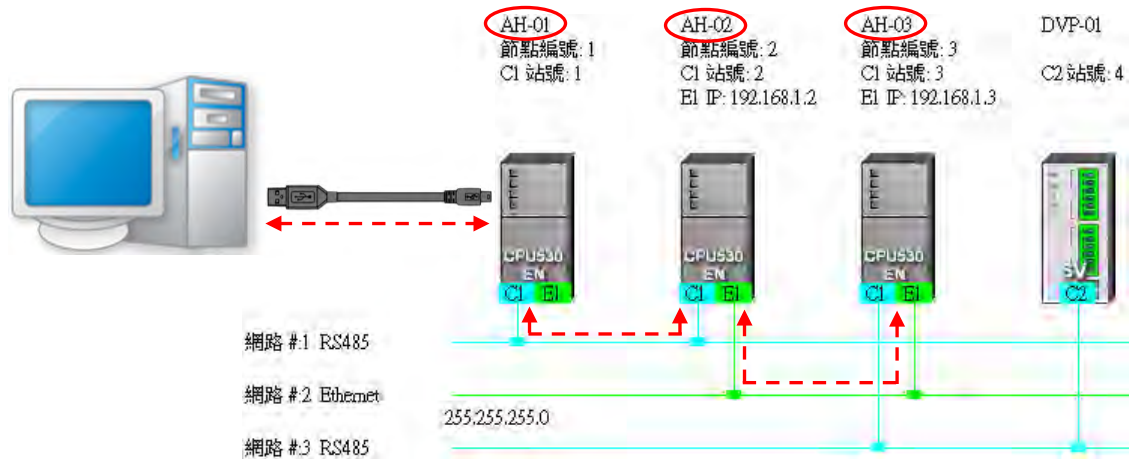 AH-01
節點編號: 1
C1 站號: 1
AH-02
節點編號: 2
C1 站號: 2
E1 IP: 192.168.1.2
AH-03
節點編號: 3
C1 站號: 3
E1 IP: 192.168.1.3
DVP-01
C2 站號: 4
CPU530
EN
C1 E1
CPU530
EN
C1 E1
CPU530
EN
C1 E1
SV
C2
網路 #:1 RS485
網路 #:2 Ethernet
255.255.255.0
網路 #:3 RS485